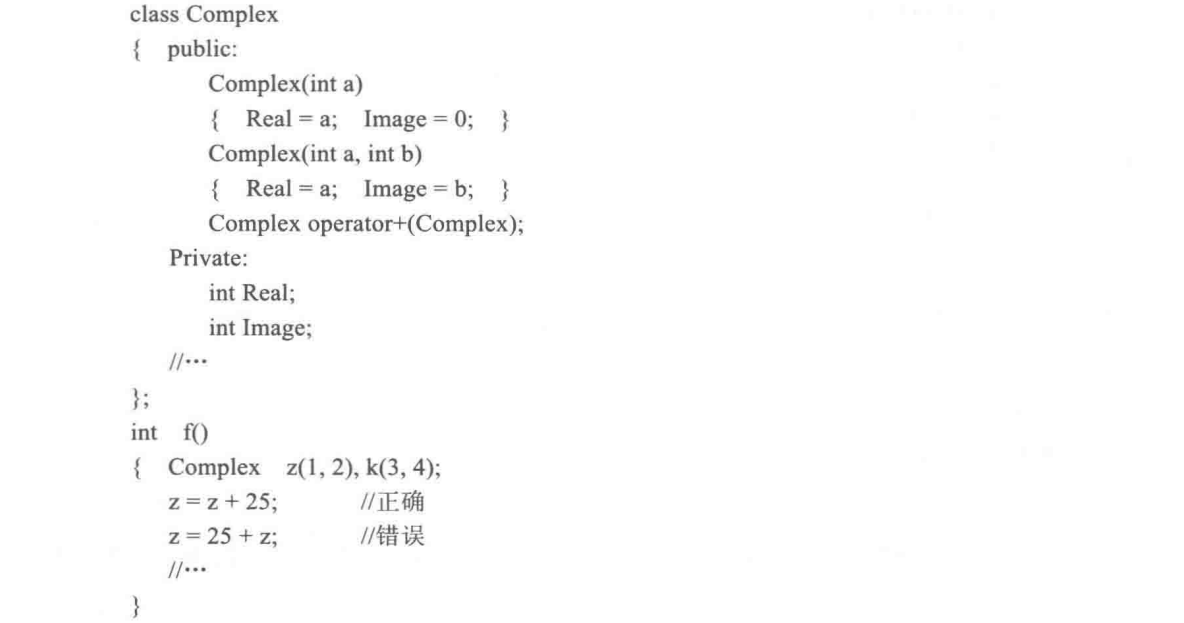 class Complex
{ public:
Complex(int a)
{ Real = a; Image = 0; }
Complex(int a, int b)
{ Real = a; Image = b; }
Complex operator+(Complex);
Private:
int Real;
int Image;
//…
};
int f()
{ Complex z(1, 2), k(3, 4);
z = z + 25; //正确
z = 25 + z; //错误
//…
}